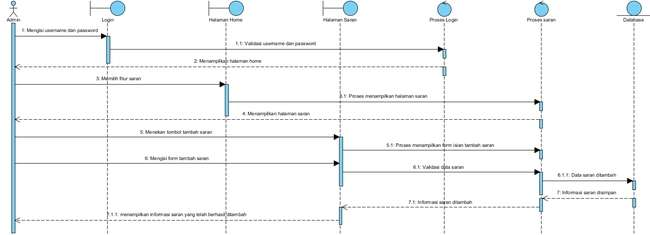 Admin
Login
Halaman Home
Halaman Saran
Proses Login
Proses saran
Database
1: Mengisi username dan password
1.1: Validasi username dan password
2: Menampilkan halaman home
3: Memilih fitur saran
3.1: Proses menampilkan halaman saran
4: Menampilkan halaman saran
5: Menekan tombol tambah saran
5.1: Proses menampilkan form isian tambah saran
6: Mengisi form tambah saran
6.1: Validasi data saran
6.1.1: Data saran ditambah
7: Informasi saran disimpan
7.1: Informasi saran ditambah
7.1.1: menampilkan informasi saran yang telah berhasil ditambah